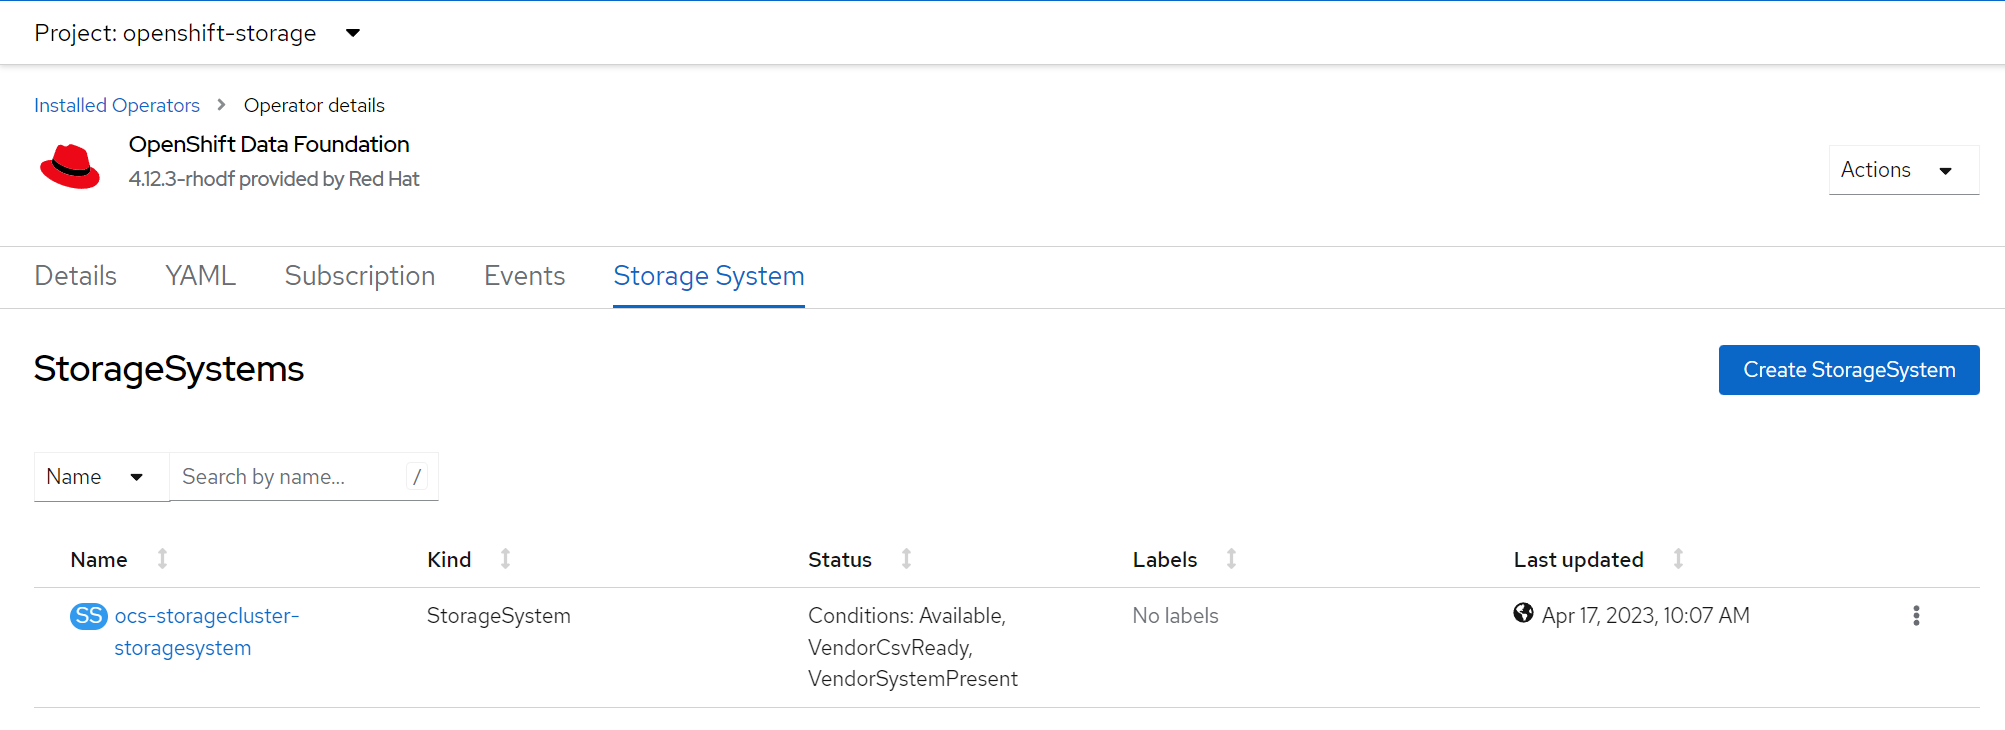 Project: openshift-storage
Installed Operators > Operator details
OpenShift Data Foundation
4.12.3-rhodf provided by Red Hat
Actions
Details YAML Subscription Events Storage System
StorageSystems
Create StorageSystem
Name Search by name... /
Name Kind Status Labels Last updated
SS ocs-storagecluster- StorageSystem Conditions: Available, No labels Apr 17, 2023, 10:07 AM
storagesystem VendorCsvReady,
VendorSystemPresent